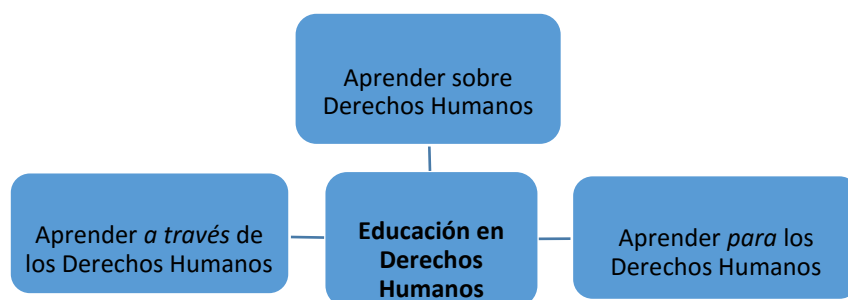 Aprender sobre
Derechos Humanos
Aprender a través de
los Derechos Humanos
Educación en
Derechos
Humanos
Aprender para los
Derechos Humanos